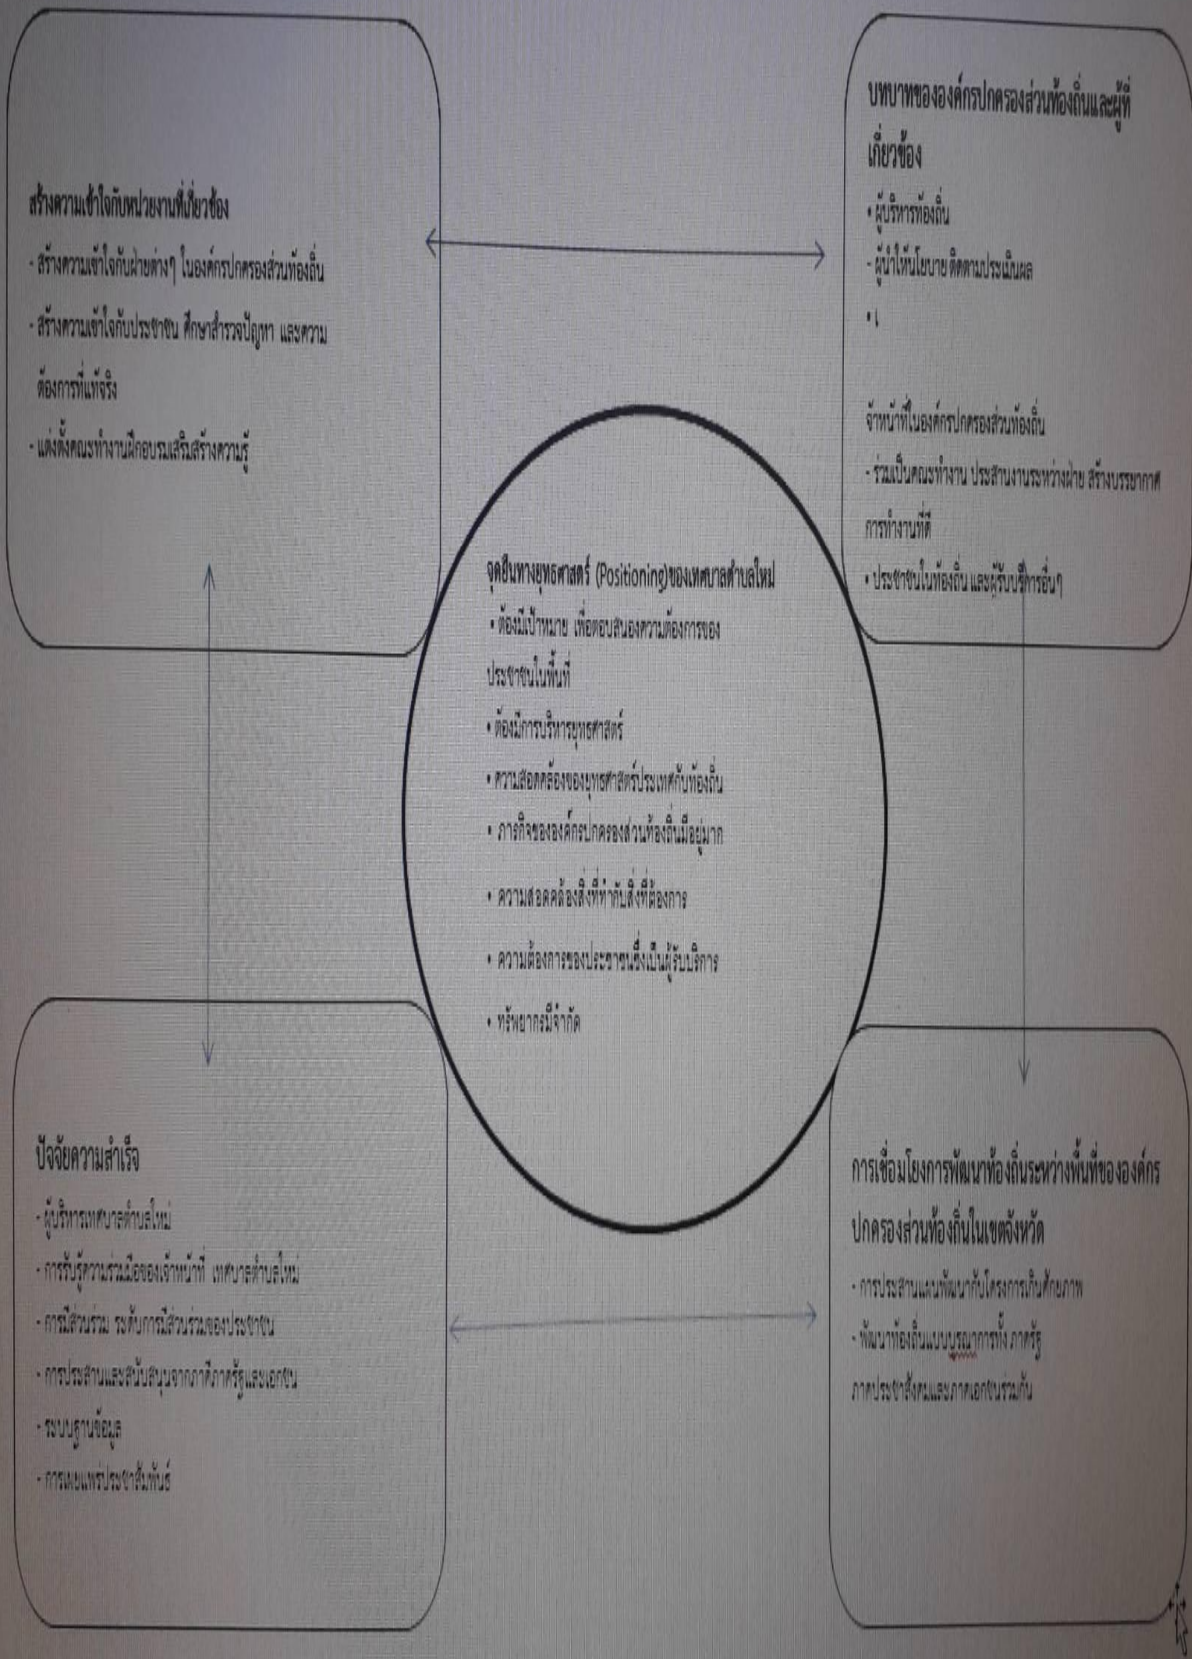 สร้างความเข้าใจกับหน่วยงานที่เกี่ยวข้อง
- สร้างความเข้าใจกับฝ่ายต่างๆ ในองค์กรปกครองส่วนท้องถิ่น
- สร้างความเข้าใจกับประชาชน ศึกษาสำรวจปัญหา และความ
ต้องการที่แท้จริง
- แต่งตั้งคณะทำงานฝึกอบรมเสริมสร้างความรู้
บทบาทขององค์กรปกครองส่วนท้องถิ่นและผู้ที่
เกี่ยวข้อง
• ผู้บริหารท้องถิ่น
- ผู้นำให้นโยบาย ติดตามประเมินผล
• เ
จ้าหน้าที่ในองค์กรปกครองส่วนท้องถิ่น
- ร่วมเป็นคณะทำงาน ประสานงานระหว่างฝ่าย สร้างบรรยากาศ
การทำงานที่ดี
• ประชาชนในท้องถิ่น และผู้รับบริการอื่นๆ
จุดยืนทางยุทธศาสตร์ (Positioning)ของเทศบาลตำบลใหม่
• ต้องมีเป้าหมาย เพื่อตอบสนองความต้องการของ
ประชาชนในพื้นที่
• ต้องมีการบริหารยุทธศาสตร์
• ความสอดคล้องของยุทธศาสตร์ประเทศกับท้องถิ่น
• ภารกิจขององค์กรปกครองส่วนท้องถิ่นมีอยู่มาก
• ความสอดคล้องสิ่งที่ทำกับสิ่งที่ต้องการ
• ความต้องการของประชาชนซึ่งเป็นผู้รับบริการ
• ทรัพยากรมีจำกัด
ปัจจัยความสำเร็จ
- ผู้บริหารเทศบาลตำบลใหม่
- การรับรู้ความร่วมมือของเจ้าหน้าที่ เทศบาลตำบลใหม่
- การมีส่วนร่วม ระดับการมีส่วนร่วมของประชาชน
- การประสานและสนับสนุนจากภาคีภาครัฐและเอกชน
- ระบบฐานข้อมูล
- การเผยแพร่ประชาสัมพันธ์
การเชื่อมโยงการพัฒนาท้องถิ่นระหว่างพื้นที่ขององค์กร
ปกครองส่วนท้องถิ่นในเขตจังหวัด
- การประสานแผนพัฒนากับโครงการเกินศักยภาพ
- พัฒนาท้องถิ่นแบบบูรณาการทั้ง ภาครัฐ
ภาคประชาสังคมและภาคเอกชนร่วมกัน